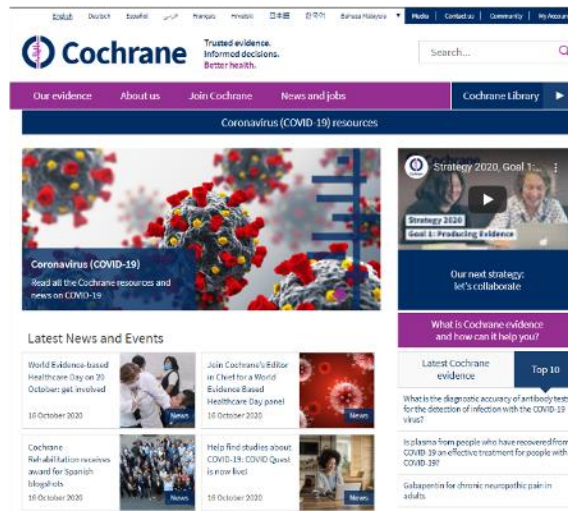 English Deutsch Español فارسی Français Hrvatski 日本語 한국어 Bahasa Malaysia ▼ Media Contact us Community My Account
Cochrane
Trusted evidence.
Informed decisions.
Better health.
Search...
Our evidence About us Join Cochrane News and jobs Cochrane Library
Coronavirus (COVID-19) resources
Coronavirus (COVID-19)
Read all the Cochrane resources and
news on COVID-19
Cochrane
Strategy 2020, Goal 1:...
Strategy 2020
Goal 1: Producing Evidence
Our next strategy:
let's collaborate
What is Cochrane evidence
and how can it help you?
Latest Cochrane
evidence
Top 10
What is the diagnostic accuracy of antibody tests
for the detection of infection with the COVID-19
virus?
Is plasma from people who have recovered from
COVID-19 an effective treatment for people with
COVID-19?
Gabapentin for chronic neuropathic pain in
adults
Latest News and Events
World Evidence-based
Healthcare Day on 20
October: get involved
16 October 2020
News
Join Cochrane's Editor
in Chief for a World
Evidence Based
Healthcare Day panel
16 October 2020
News
Cochrane
Rehabilitation receives
award for Spanish
blogshots
16 October 2020
News
Help find studies about
COVID-19: COVID Quest
is now live!
16 October 2020
News